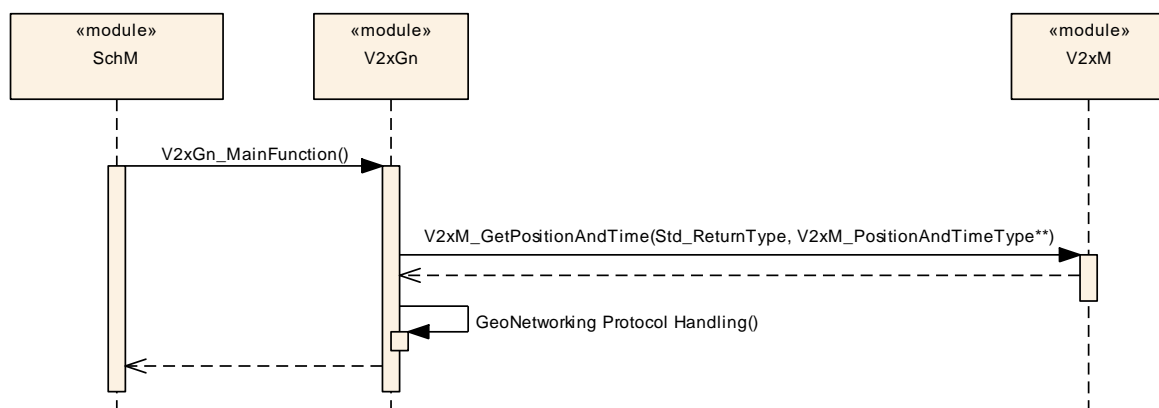 «module»
SchM
«module»
V2xGn
«module»
V2xM
V2xGn_MainFunction()
V2xM_GetPositionAndTime(Std_ReturnType, V2xM_PositionAndTimeType**)
GeoNetworking Protocol Handling()